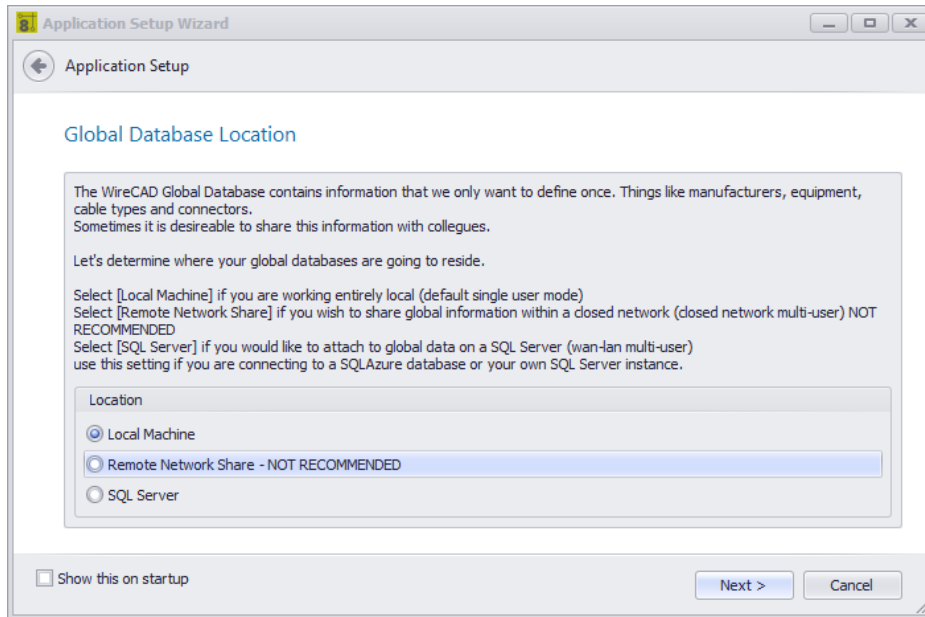 8 Application Setup Wizard
Application Setup
Global Database Location
The WireCAD Global Database contains information that we only want to define once. Things like manufacturers, equipment,
cable types and connectors.
Sometimes it is desireable to share this information with collegues.
Let's determine where your global databases are going to reside.
Select [Local Machine] if you are working entirely local (default single user mode)
Select [Remote Network Share] if you wish to share global information within a closed network (closed network multi-user) NOT
RECOMMENDED
Select [SQL Server] if you would like to attach to global data on a SQL Server (wan-lan multi-user)
use this setting if you are connecting to a SQLAzure database or your own SQL Server instance.
Location
Local Machine
Remote Network Share - NOT RECOMMENDED
SQL Server
Show this on startup
Next >
Cancel